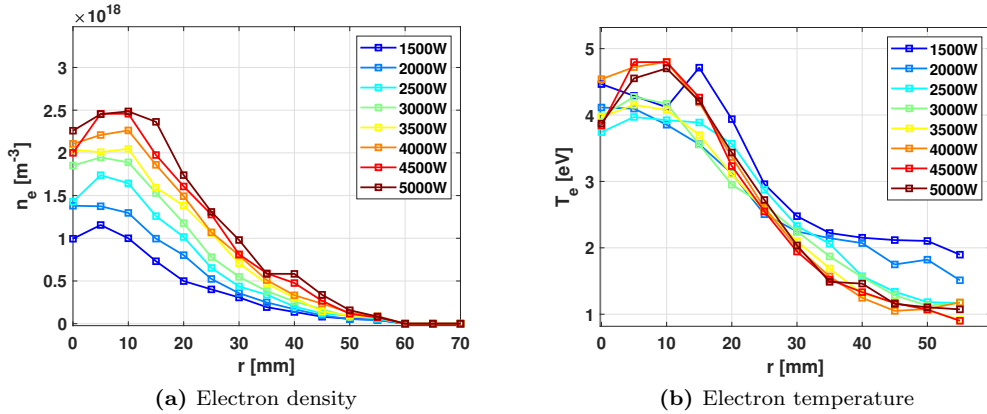 ×10^18
3
2.5
2
1.5
1
0.5
0
n_e [m^-3]
0 10 20 30 40 50 60 70
r [mm]
1500W
2000W
2500W
3000W
3500W
4000W
4500W
5000W
(a) Electron density
5
4
3
2
1
T_e [eV]
0 10 20 30 40 50
r [mm]
1500W
2000W
2500W
3000W
3500W
4000W
4500W
5000W
(b) Electron temperature